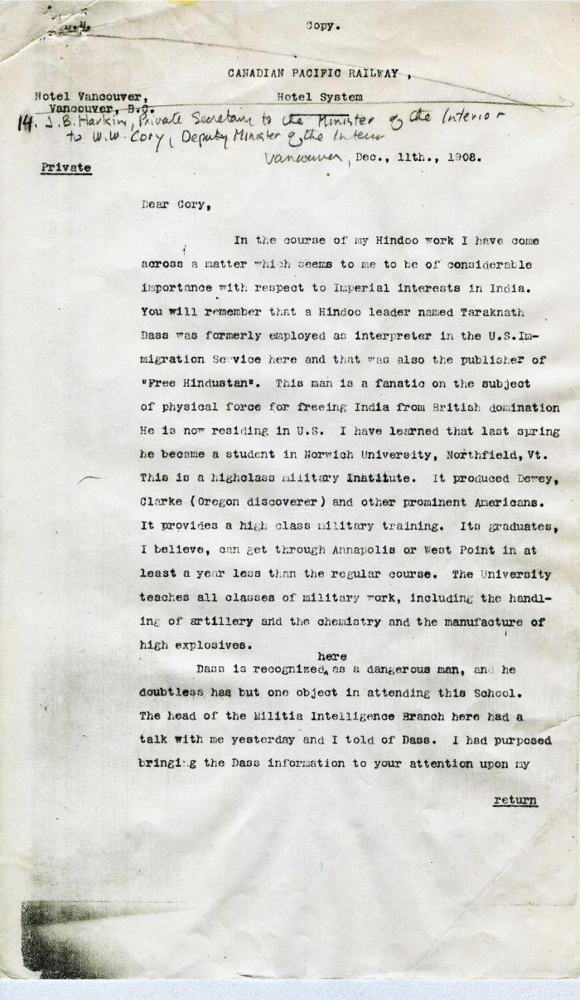 Copy.
CANADIAN PACIFIC RAILWAY ,
Hotel Vancouver, Hotel System
Vancouver, B.C.
14. J.B. Harkin, Private Secretary to the Minister of the Interior
to W.W. Cory, Deputy Minister of the Interior
Vancouver, Dec., 11th., 1908.
Private
Dear Cory,
In the course of my Hindoo work I have come
across a matter which seems to me to be of considerable
importance with respect to Imperial interests in India.
You will remember that a Hindoo leader named Taraknath
Dass was formerly employed as interpreter in the U.S.Im-
migration Service here and that was also the publisher of
"Free Hindustan". This man is a fanatic on the subject
of physical force for freeing India from British domination
He is now residing in U.S. I have learned that last spring
he became a student in Norwich University, Northfield, Vt.
This is a highclass military Institute. It produced Dewey,
Clarke (Oregon discoverer) and other prominent Americans.
It provides a high class military training. Its graduates,
I believe, can get through Annapolis or West Point in at
least a year less than the regular course. The University
teaches all classes of military work, including the handl-
ing of artillery and the chemistry and the manufacture of
high explosives.
here
Dass is recognized^ as a dangerous man, and he
doubtless has but one object in attending this School.
The head of the Militia Intelligence Branch here had a
talk with me yesterday and I told of Dass. I had purposed
bringing the Dass information to your attention upon my
return